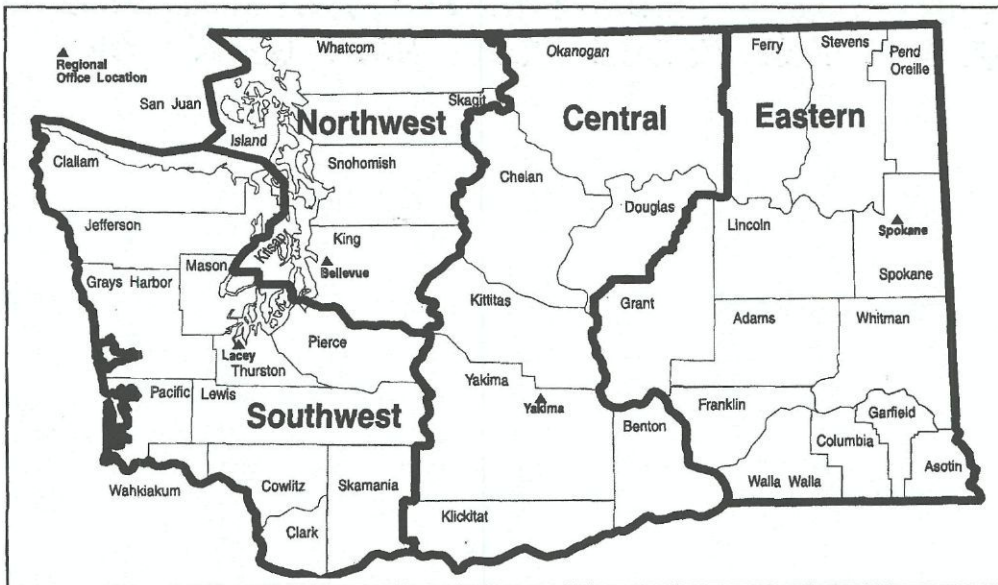 Whatcom
Okanogan
Ferry
Stevens
Pend
Oreille
Regional
Office Location
San Juan
Skagit
Northwest
Central
Eastern
Island
Clallam
Snohomish
Chelan
Douglas
Jefferson
Lincoln
Spokane
King
Kitsap
Bellevue
Mason
Spokane
Grays Harbor
Kittitas
Grant
Adams
Whitman
Pierce
Lacey
Thurston
Yakima
Pacific
Lewis
Yakima
Franklin
Garfield
Southwest
Benton
Columbia
Asotin
Walla Walla
Wahkiakum
Cowlitz
Skamania
Klickitat
Clark